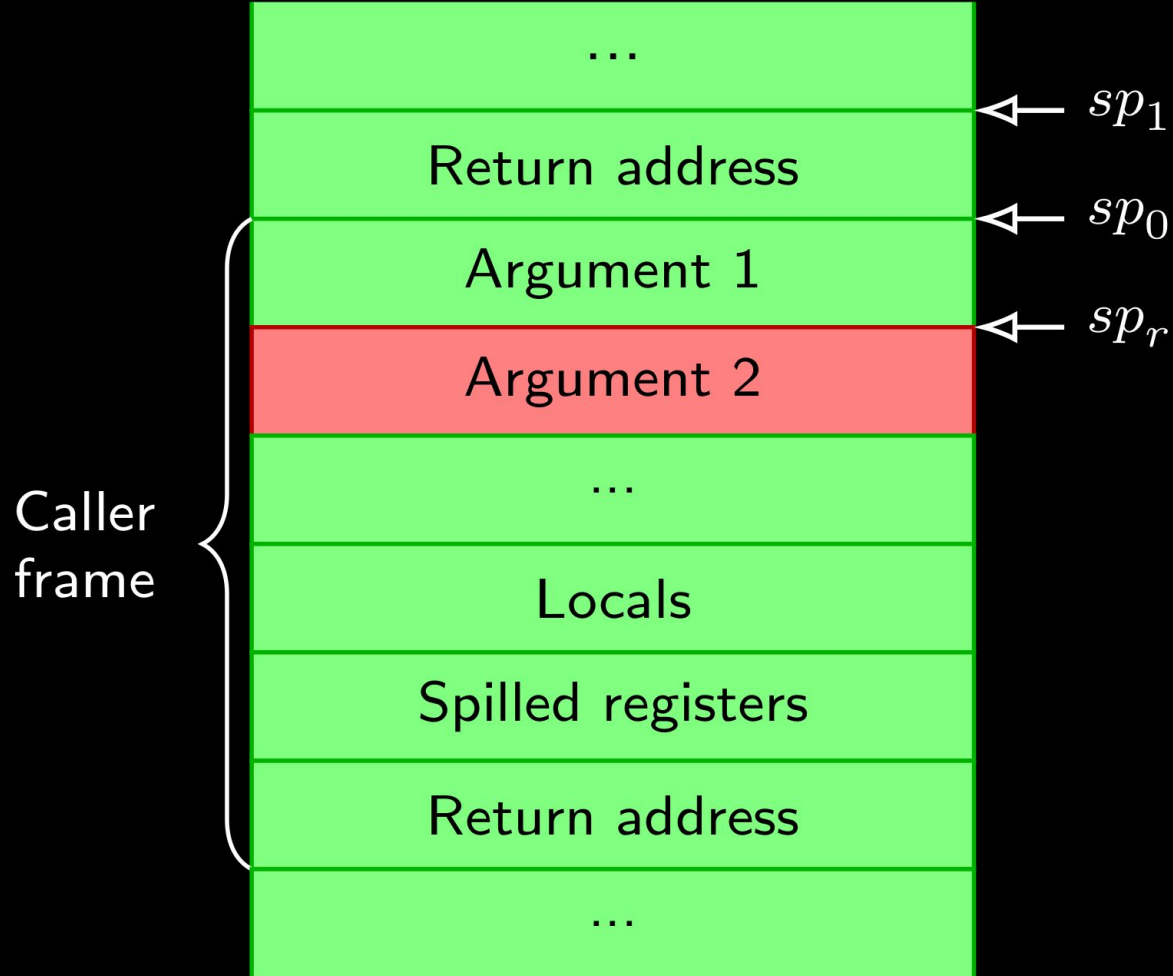 ...
sp₁
Return address
sp₀
Argument 1
spᵣ
Argument 2
...
Caller
frame
Locals
Spilled registers
Return address
...